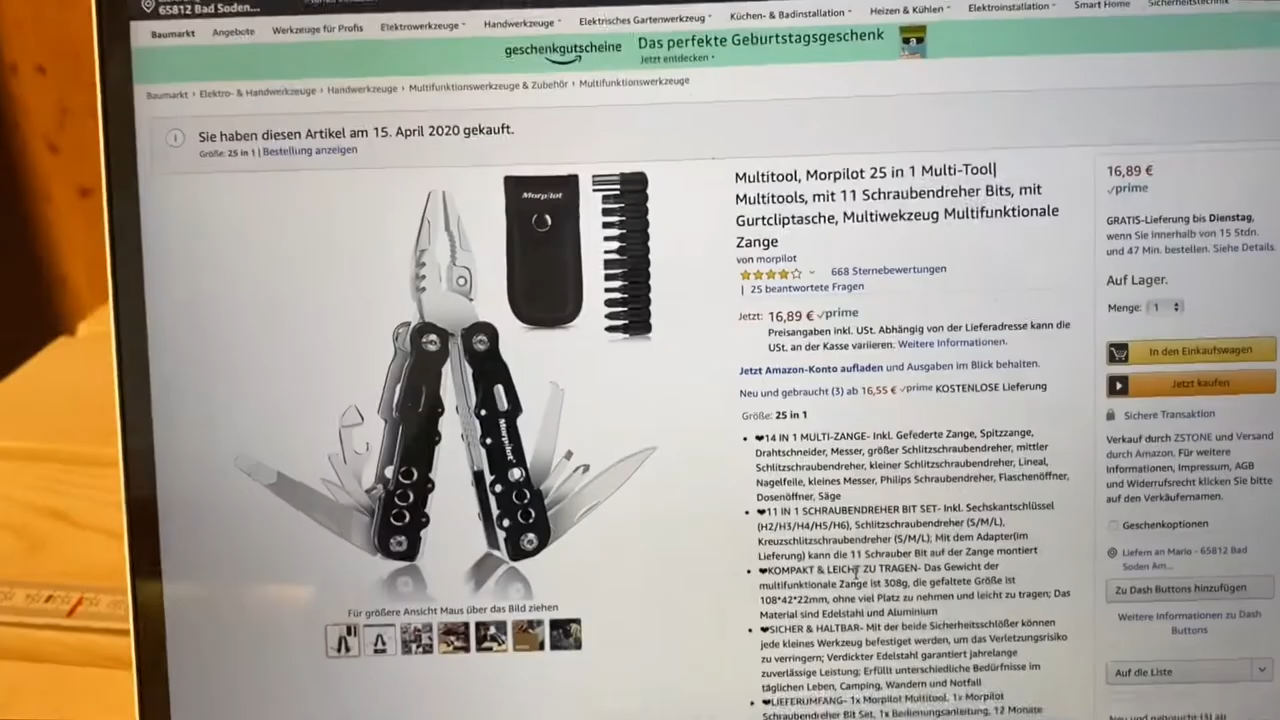 65812 Bad Soden...
Baumarkt Angebote Werkzeuge für Profis Elektrowerkzeuge Handwerkzeuge Elektrisches Gartenwerkzeug Küchen- & Badinstallation Heizen & Kühlen Elektroinstallation Smart Home Sicherheitstechnik
geschenkgutscheine Das perfekte Geburtstagsgeschenk
Jetzt entdecken ›
Baumarkt › Elektro- & Handwerkzeuge › Handwerkzeuge › Multifunktionswerkzeuge & Zubehör › Multifunktionswerkzeuge
Sie haben diesen Artikel am 15. April 2020 gekauft.
Größe: 25 in 1 | Bestellung anzeigen
Morpilot
Morpilot
Für größere Ansicht Maus über das Bild ziehen
Multitool, Morpilot 25 in 1 Multi-Tool|
Multitools, mit 11 Schraubendreher Bits, mit
Gurtcliptasche, Multiwekzeug Multifunktionale
Zange
von morpilot
668 Sternebewertungen
| 25 beantwortete Fragen
Jetzt: 16,89 € prime
Preisangaben inkl. USt. Abhängig von der Lieferadresse kann die
USt. an der Kasse variieren. Weitere Informationen.
Jetzt Amazon-Konto aufladen und Ausgaben im Blick behalten.
Neu und gebraucht (3) ab 16,55 € prime KOSTENLOSE Lieferung
Größe: 25 in 1
• ❤14 IN 1 MULTI-ZANGE- Inkl. Gefederte Zange, Spitzzange,
Drahtschneider, Messer, großer Schlitzschraubendreher, mittler
Schlitzschraubendreher, kleiner Schlitzschraubendreher, Lineal,
Nagelfeile, kleines Messer, Philips Schraubendreher, Flaschenöffner,
Dosenöffner, Säge
• ❤11 IN 1 SCHRAUBENDREHER BIT SET- Inkl. Sechskantschlüssel
(H2/H3/H4/H5/H6), Schlitzschraubendreher (S/M/L),
Kreuzschlitzschraubendreher (S/M/L); Mit dem Adapter(im
Lieferung) kann die 11 Schrauber Bit auf der Zange montiert
• ❤KOMPAKT & LEICHT ZU TRAGEN- Das Gewicht der
multifunktionale Zange ist 308g, die gefaltete Größe ist
108*42*22mm, ohne viel Platz zu nehmen und leicht zu tragen; Das
Material sind Edelstahl und Aluminium
• ❤SICHER & HALTBAR- Mit der beide Sicherheitsschlößer können
jede kleines Werkzeug befestiget werden, um das Verletzungsrisiko
zu verringern; Verdickter Edelstahl garantiert jahrelange
zuverlässige Leistung; Erfüllt unterschiedliche Bedürfnisse im
täglichen Leben, Camping, Wandern und Notfall
• ❤LIEFERUMFANG- 1x Morpilot Multitool, 1x Morpilot
Schraubendreher Bit Set, 1x Bedienungsanleitung, 12 Monate
16,89 €
prime
GRATIS-Lieferung bis Dienstag,
wenn Sie innerhalb von 15 Stdn.
und 47 Min. bestellen. Siehe Details.
Auf Lager.
Menge: 1
In den Einkaufswagen
Jetzt kaufen
Sichere Transaktion
Verkauf durch ZSTONE und Versand
durch Amazon. Für weitere
Informationen, Impressum, AGB
und Widerrufsrecht klicken Sie bitte
auf den Verkäufernamen.
Geschenkoptionen
Liefern an Mario - 65812 Bad
Soden Am...
Zu Dash Buttons hinzufügen
Weitere Informationen zu Dash
Buttons
Auf die Liste